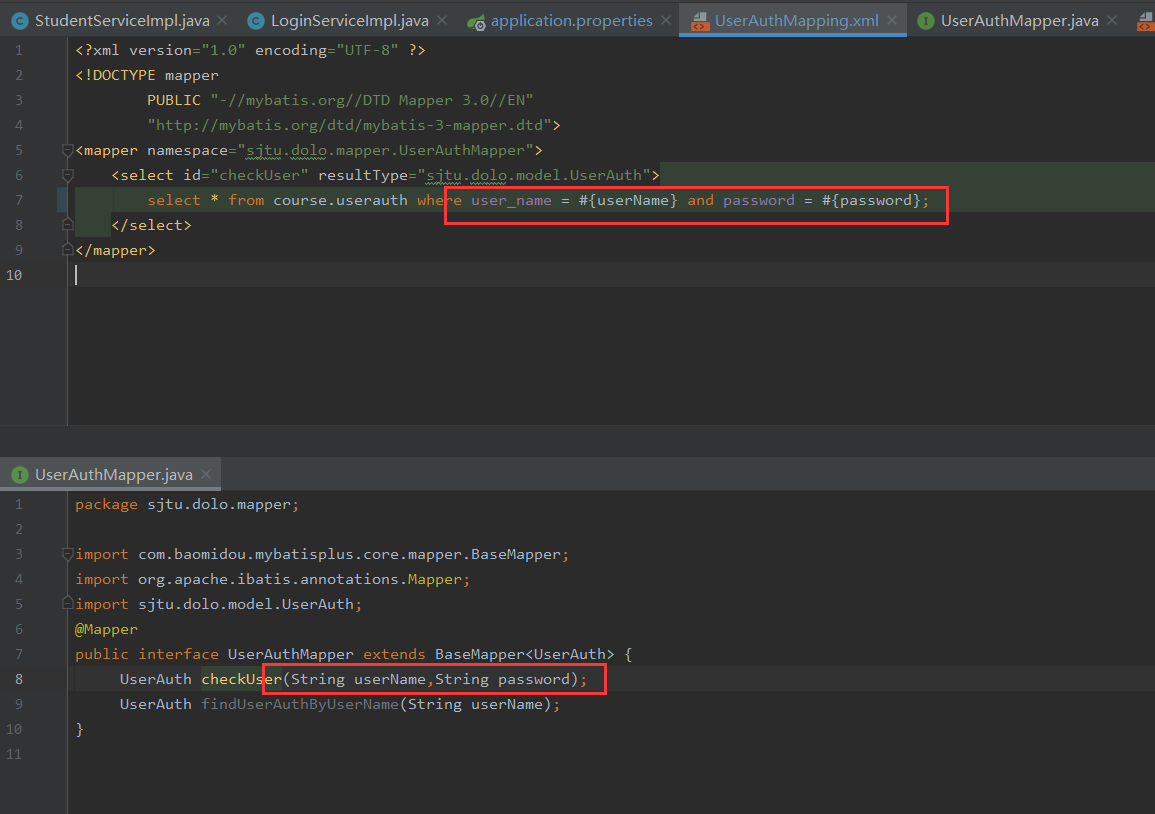 StudentServiceImpl.java LoginServiceImpl.java application.properties UserAuthMapping.xml UserAuthMapper.java
1 <?xml version="1.0" encoding="UTF-8" ?>
2 <!DOCTYPE mapper
3 PUBLIC "-//mybatis.org//DTD Mapper 3.0//EN"
4 "http://mybatis.org/dtd/mybatis-3-mapper.dtd">
5 <mapper namespace="sjtu.dolo.mapper.UserAuthMapper">
6 <select id="checkUser" resultType="sjtu.dolo.model.UserAuth">
7 select * from course.userauth where user_name = #{userName} and password = #{password};
8 </select>
9 </mapper>
10
UserAuthMapper.java
1 package sjtu.dolo.mapper;
2
3 import com.baomidou.mybatisplus.core.mapper.BaseMapper;
4 import org.apache.ibatis.annotations.Mapper;
5 import sjtu.dolo.model.UserAuth;
6 @Mapper
7 public interface UserAuthMapper extends BaseMapper<UserAuth> {
8 UserAuth checkUser(String userName,String password);
9 UserAuth findUserAuthByUserName(String userName);
10 }
11